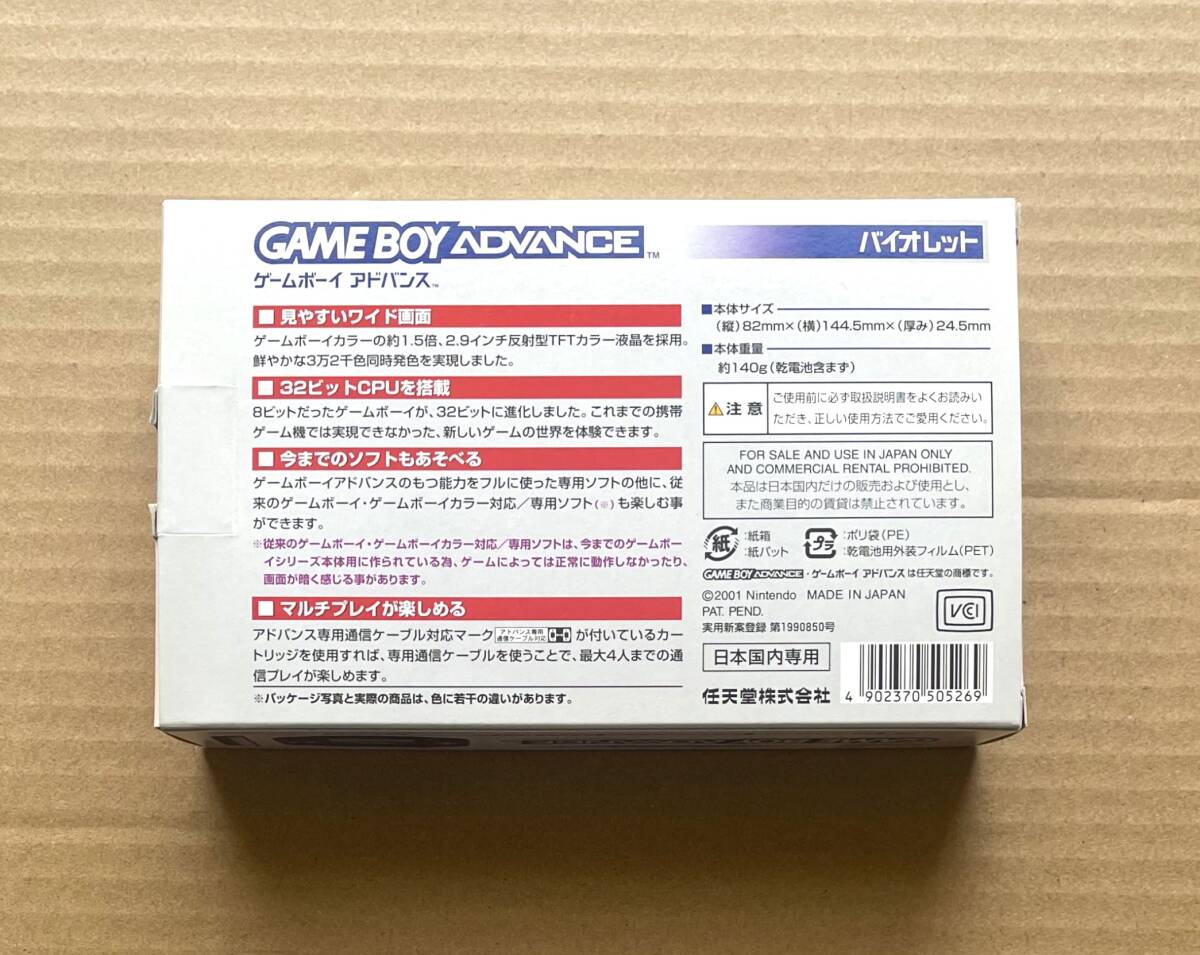 GAME BOY ADVANCE™
バイオレット
ゲームボーイ アドバンス™
■ 見やすいワイド画面
ゲームボーイカラーの約1.5倍、2.9インチ反射型TFTカラー液晶を採用。
鮮やかな3万2千色同時発色を実現しました。
■ 32ビットCPUを搭載
8ビットだったゲームボーイが、32ビットに進化しました。これまでの携帯
ゲーム機では実現できなかった、新しいゲームの世界を体験できます。
■ 今までのソフトもあそべる
ゲームボーイアドバンスのもつ能力をフルに使った専用ソフトの他に、従
来のゲームボーイ・ゲームボーイカラー対応／専用ソフト(※)も楽しむ事
ができます。
※従来のゲームボーイ・ゲームボーイカラー対応／専用ソフトは、今までのゲームボー
イシリーズ本体用に作られている為、ゲームによっては正常に動作しなかったり、
画面が暗く感じる事があります。
■ マルチプレイが楽しめる
アドバンス専用通信ケーブル対応マーク アドバンス専用 通信ケーブル対応 が付いているカー
トリッジを使用すれば、専用通信ケーブルを使うことで、最大4人までの通
信プレイが楽しめます。
※パッケージ写真と実際の商品は、色に若干の違いがあります。
■本体サイズ
（縦）82mm×（横）144.5mm×（厚み）24.5mm
■本体重量
約140g（乾電池含まず）
注意
ご使用前に必ず取扱説明書をよくお読みい
ただき、正しい使用方法でご愛用ください。
FOR SALE AND USE IN JAPAN ONLY
AND COMMERCIAL RENTAL PROHIBITED.
本品は日本国内だけの販売および使用とし、
また商業目的の賃貸は禁止されています。
紙 :紙箱 プラ :ポリ袋(PE)
:紙パット :乾電池用外装フィルム(PET)
GAME BOY ADVANCE・ゲームボーイ アドバンスは任天堂の商標です。
©2001 Nintendo MADE IN JAPAN
PAT. PEND.
実用新案登録 第1990850号
VCI
日本国内専用
任天堂株式会社
4 902370 505269